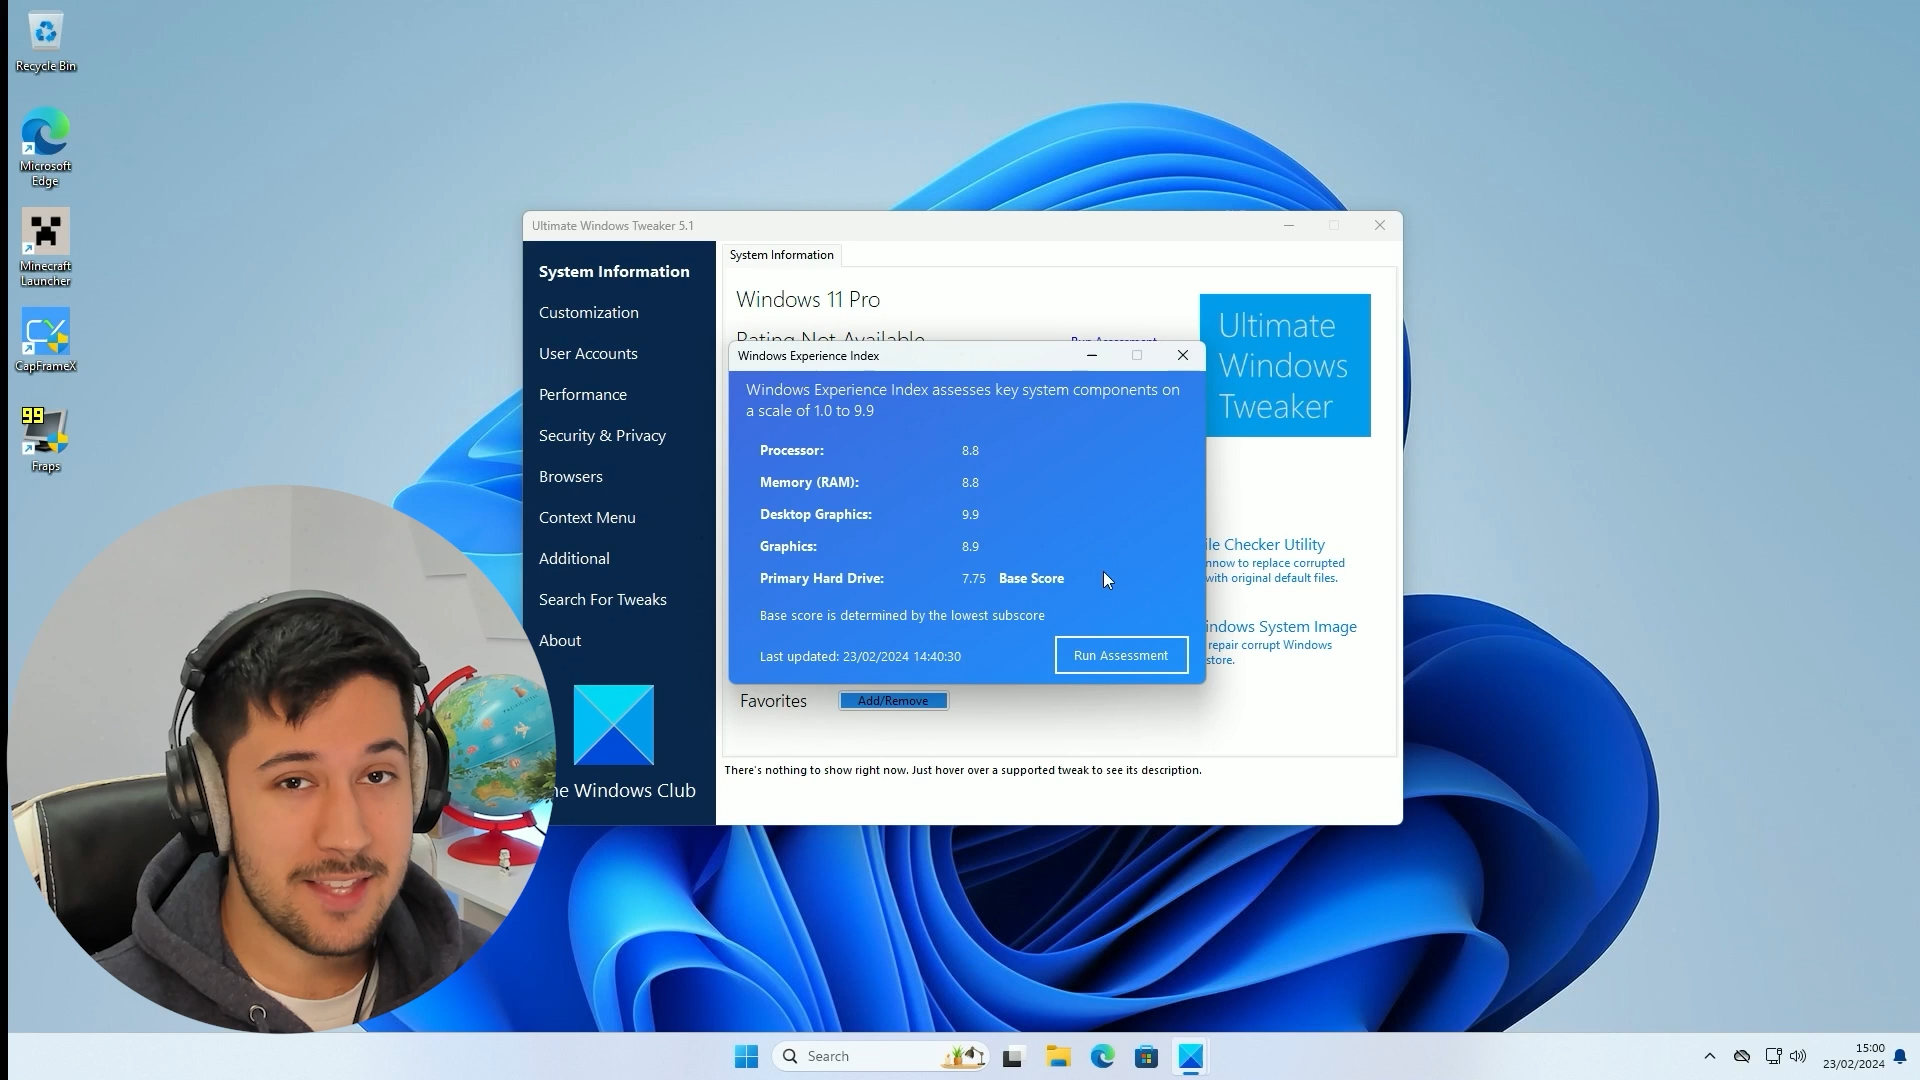 Recycle Bin
Microsoft
Edge
Minecraft
Launcher
CapFrameX
99
Fraps
Ultimate Windows Tweaker 5.1
System Information
Customization
User Accounts
Performance
Security & Privacy
Browsers
Context Menu
Additional
Search For Tweaks
About
he Windows Club
System Information
Windows 11 Pro
Rating Not Available
Run Assessment
Ultimate
Windows
Tweaker
Windows Experience Index
Windows Experience Index assesses key system components on
a scale of 1.0 to 9.9
Processor: 8.8
Memory (RAM): 8.8
Desktop Graphics: 9.9
Graphics: 8.9
Primary Hard Drive: 7.75 Base Score
Base score is determined by the lowest subscore
Last updated: 23/02/2024 14:40:30
Run Assessment
ile Checker Utility
nnow to replace corrupted
with original default files.
indows System Image
repair corrupt Windows
store.
Favorites
Add/Remove
There's nothing to show right now. Just hover over a supported tweak to see its description.
Search
15:00
23/02/2024